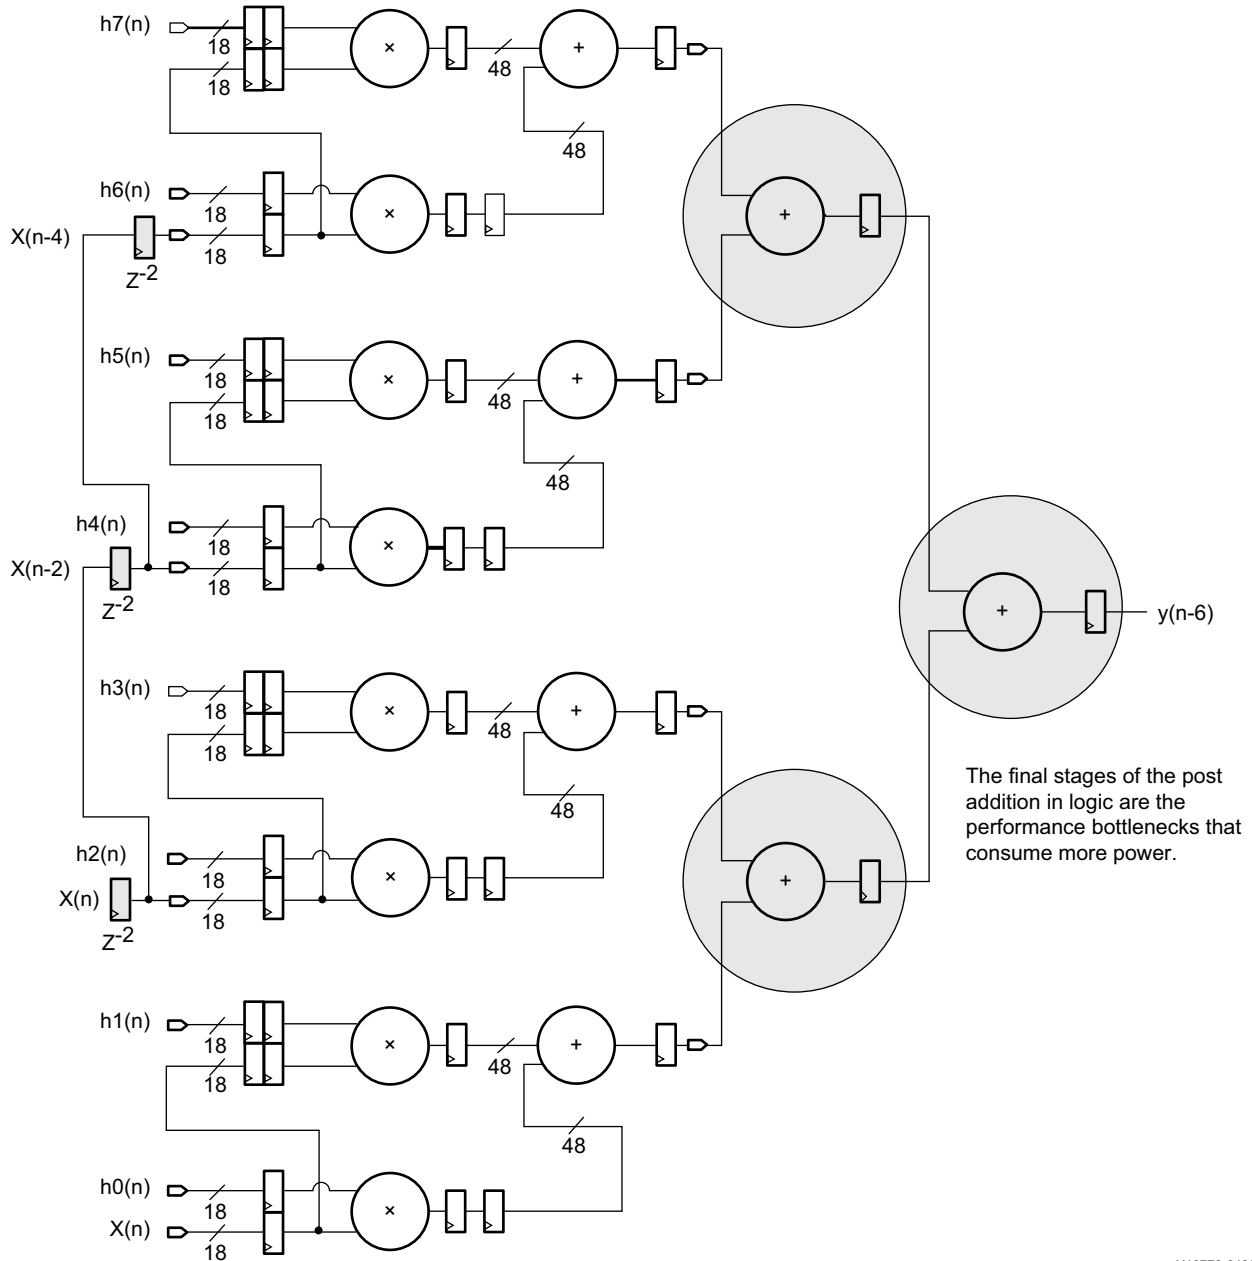 h7(n)
18
18
×
48
+
48
h6(n)
18
X(n-4)
18
×
+
Z-2
h5(n)
18
18
×
48
+
48
h4(n)
18
X(n-2)
18
×
Z-2
+
y(n-6)
h3(n)
18
18
×
48
+
48
The final stages of the post
addition in logic are the
performance bottlenecks that
consume more power.
h2(n)
18
X(n)
18
×
+
Z-2
h1(n)
18
18
×
48
+
48
h0(n)
18
X(n)
18
×